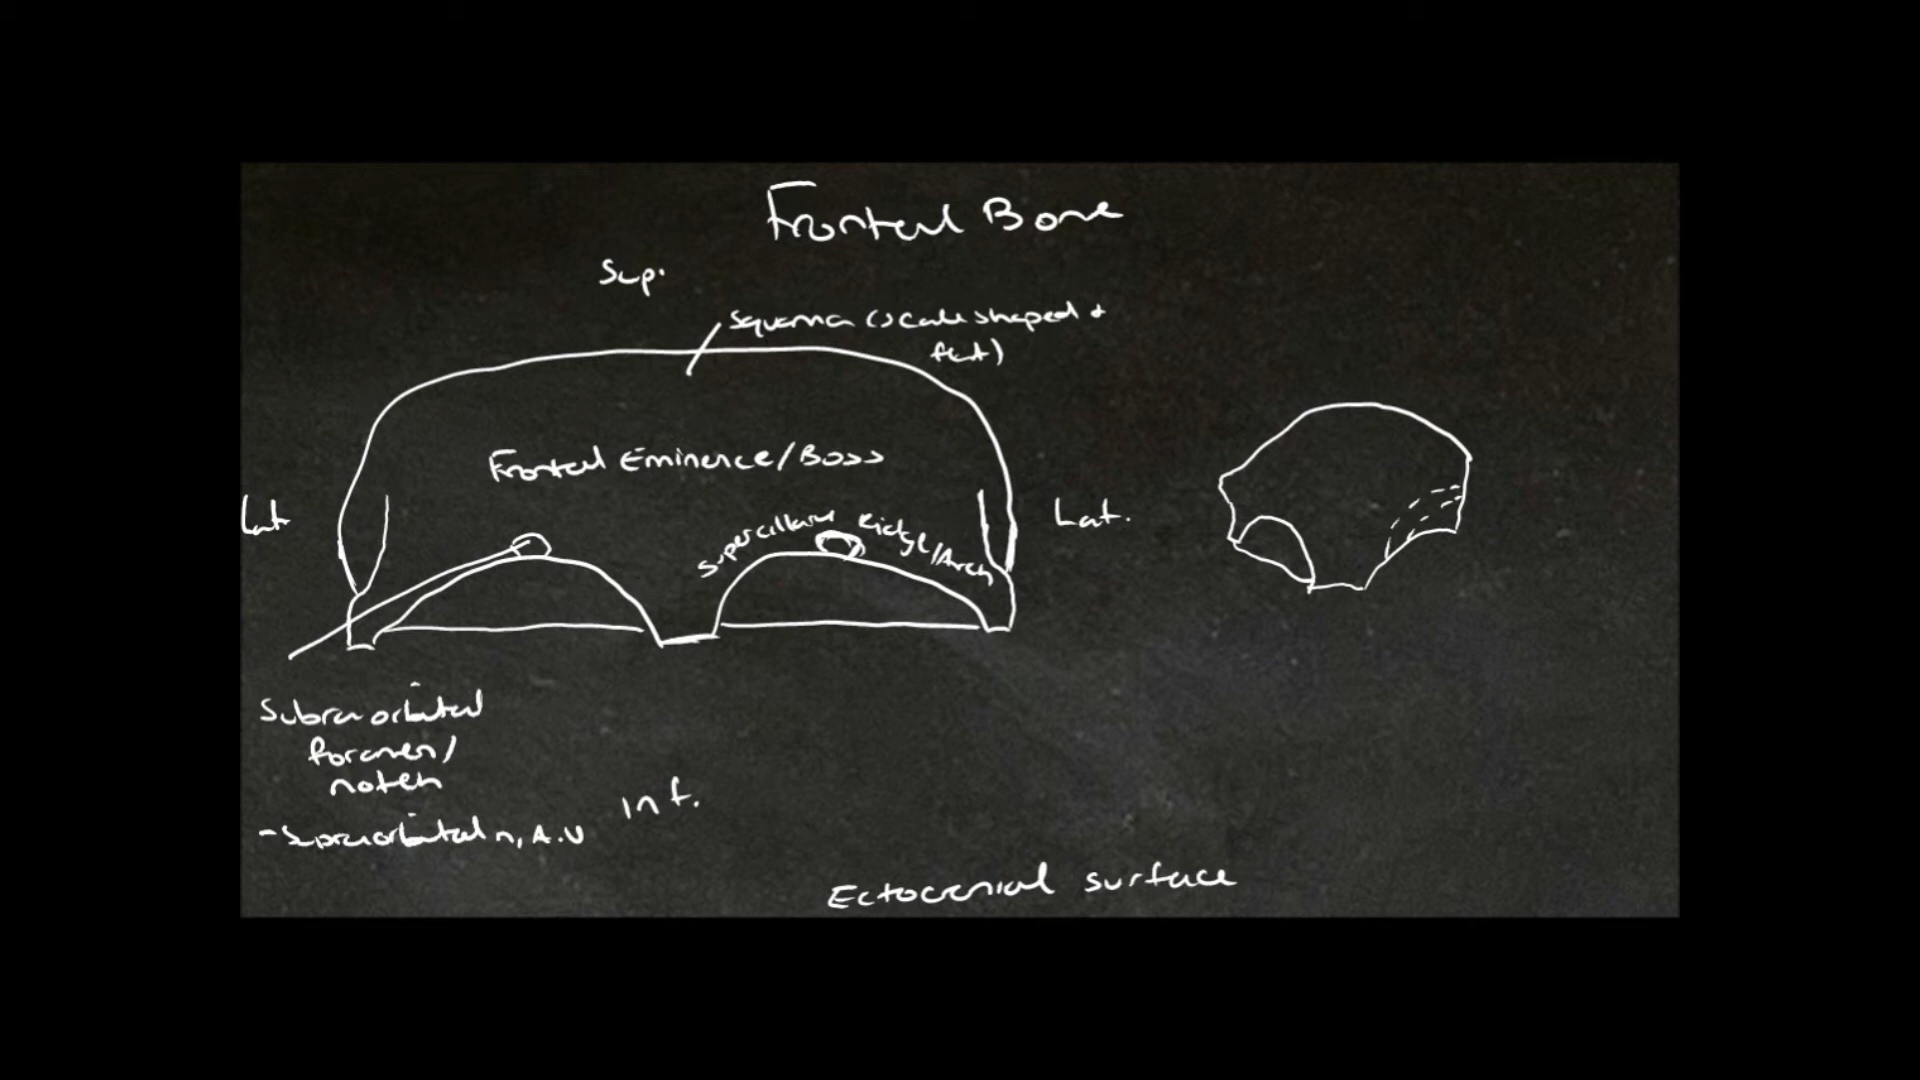 Frontal Bone
Sup.
Squama (scale shaped &
flat)
Frontal Eminence/Boss
Lat
Superciliary Ridge/Arch
Lat.
Subraorbital
foramen/
notch
- Supraorbital n, A. V
Inf.
Ectocranial surface